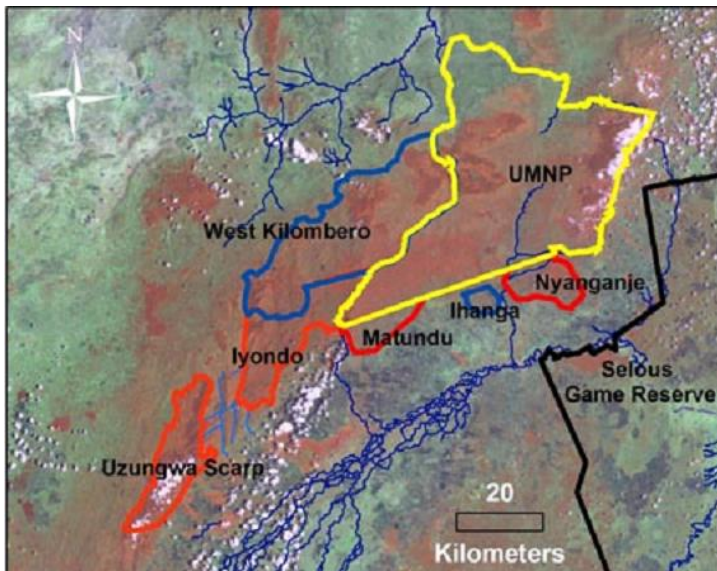 N
UMNP
West Kilombero
Nyanganje
Ihanga
Matundu
Iyondo
Selous
Game Reserve
Uzungwa Scarp
20
Kilometers